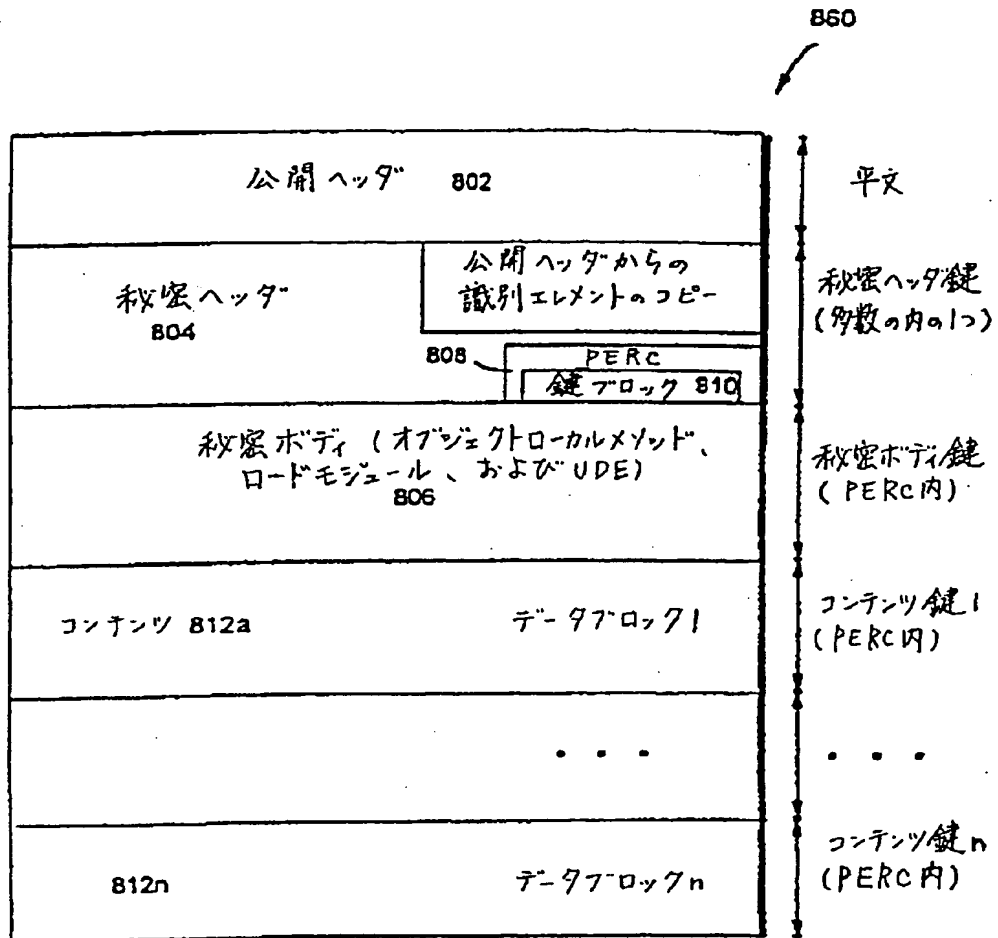 860
公開ヘッダ 802
平文
秘密ヘッダ
804
公開ヘッダからの
識別エレメントのコピー
秘密ヘッダ鍵
(多数の内の1つ)
808
PERC
鍵ブロック 810
秘密ボディ (オブジェクトローカルメソッド、
ロードモジュール、およびUDE)
806
秘密ボディ鍵
(PERC内)
コンテンツ 812a
データブロック1
コンテンツ鍵1
(PERC内)
・・・
・・・
812n
データブロックn
コンテンツ鍵n
(PERC内)